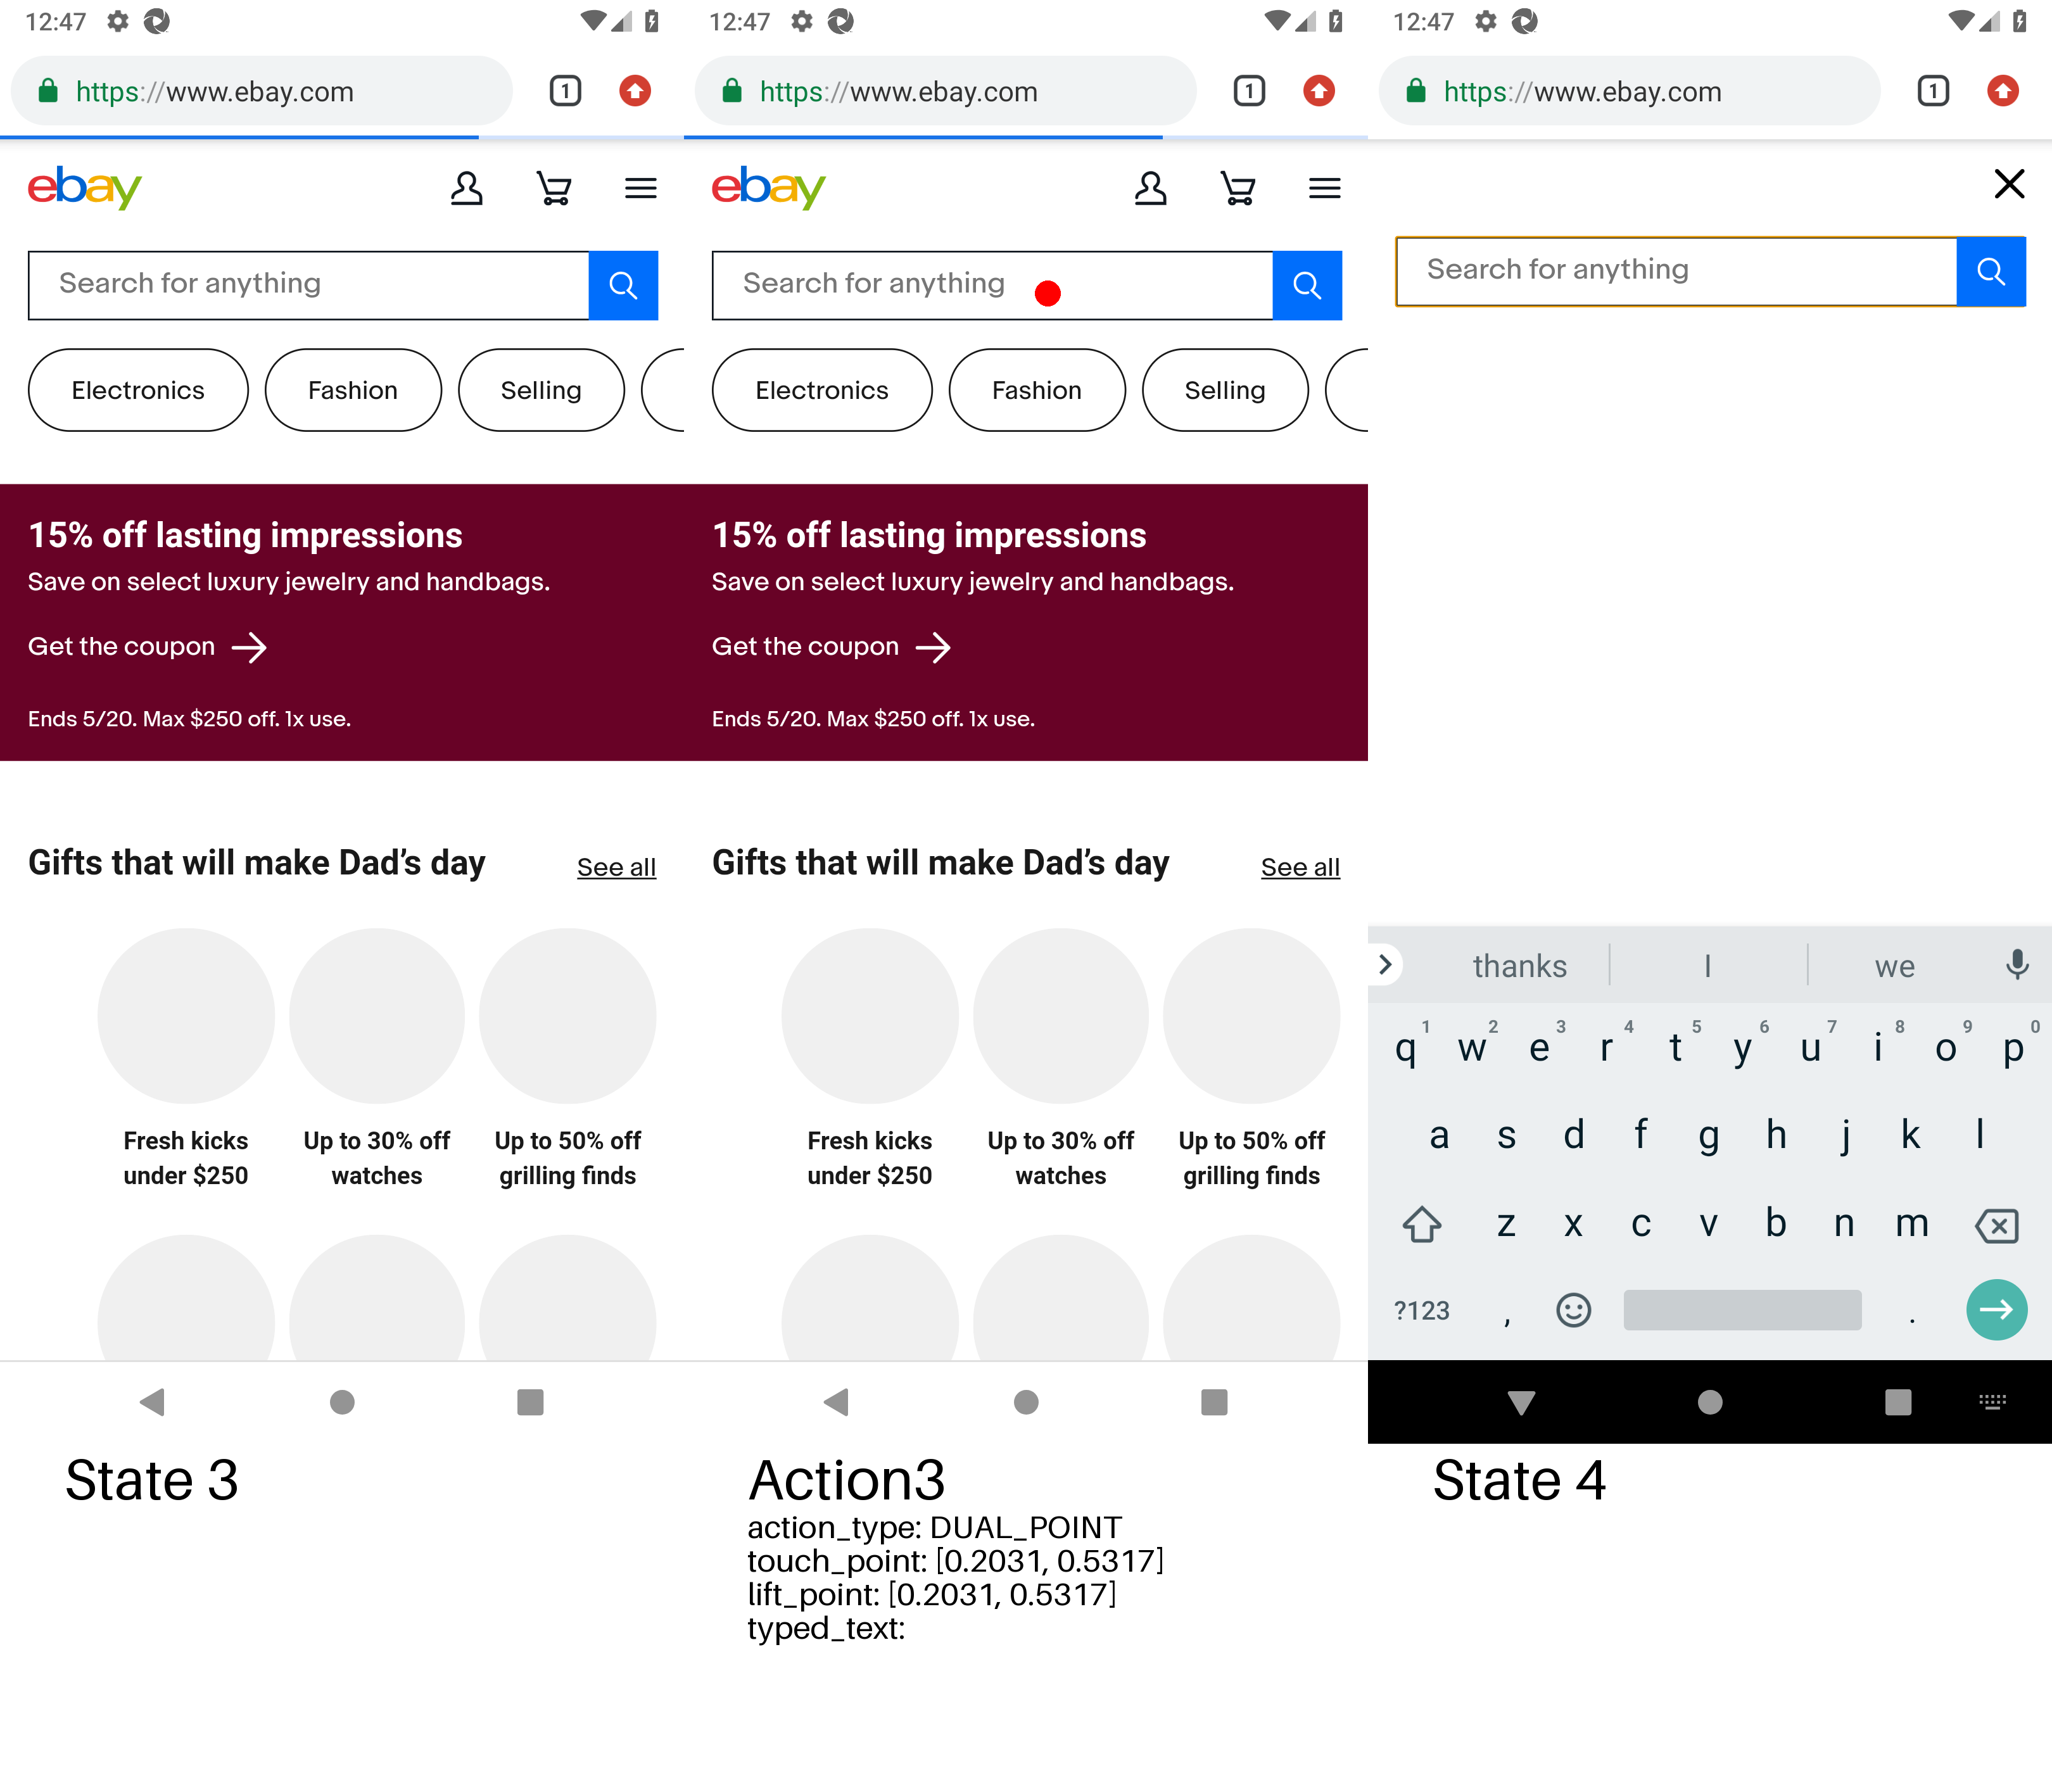 12:47
https://www.ebay.com
1
ebay
Search for anything
Electronics
Fashion
Selling
15% off lasting impressions
Save on select luxury jewelry and handbags.
Get the coupon
Ends 5/20. Max $250 off. 1x use.
Gifts that will make Dad's day
See all
Fresh kicks
under $250
Up to 30% off
watches
Up to 50% off
grilling finds
State 3
12:47
https://www.ebay.com
1
ebay
Search for anything
Electronics
Fashion
Selling
15% off lasting impressions
Save on select luxury jewelry and handbags.
Get the coupon
Ends 5/20. Max $250 off. 1x use.
Gifts that will make Dad's day
See all
Fresh kicks
under $250
Up to 30% off
watches
Up to 50% off
grilling finds
Action3
action_type: DUAL_POINT
touch_point: [0.2031, 0.5317]
lift_point: [0.2031, 0.5317]
typed_text:
12:47
https://www.ebay.com
1
Search for anything
thanks I we
1 2 3 4 5 6 7 8 9 0
q w e r t y u i o p
a s d f g h j k l
z x c v b n m
?123 , .
State 4